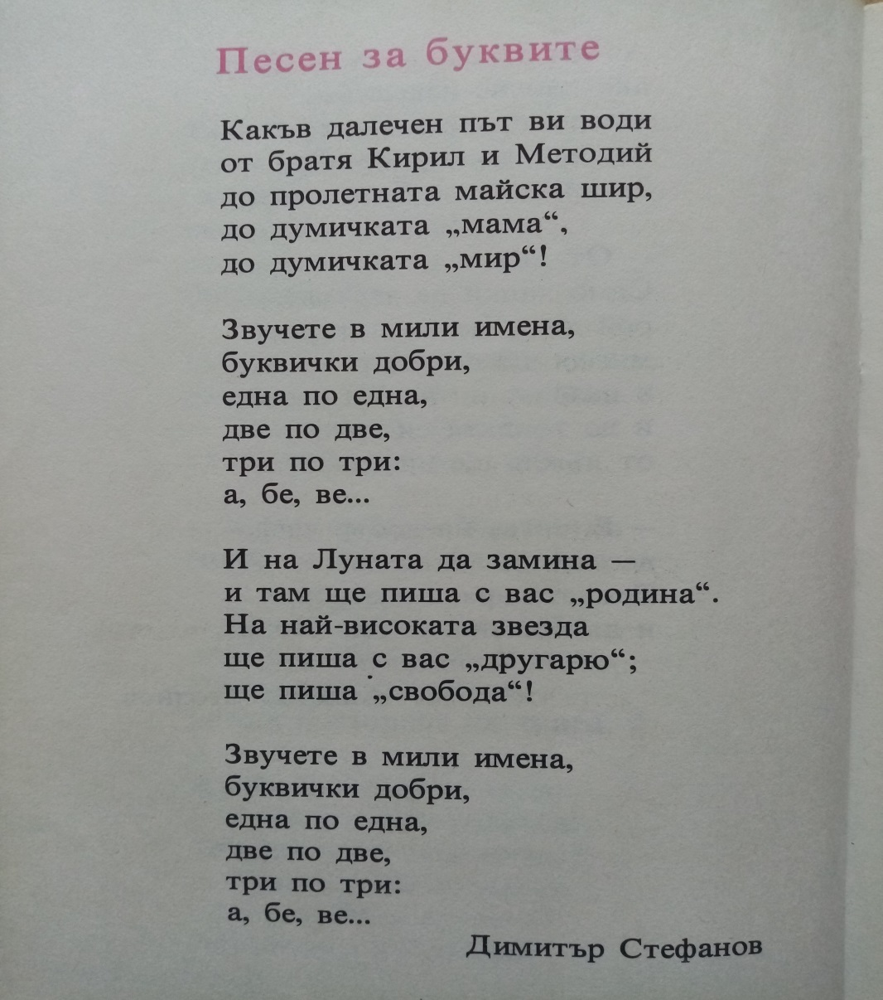 Песен за буквите
Какъв далечен път ви води
от братя Кирил и Методий
до пролетната майска шир,
до думичката „мама“,
до думичката „мир“!
Звучете в мили имена,
буквички добри,
една по една,
две по две,
три по три:
а, бе, ве...
И на Луната да замина —
и там ще пиша с вас „родина“.
На най-високата звезда
ще пиша с вас „другарю“;
ще пиша „свобода“!
Звучете в мили имена,
буквички добри,
една по една,
две по две,
три по три:
а, бе, ве...
Димитър Стефанов